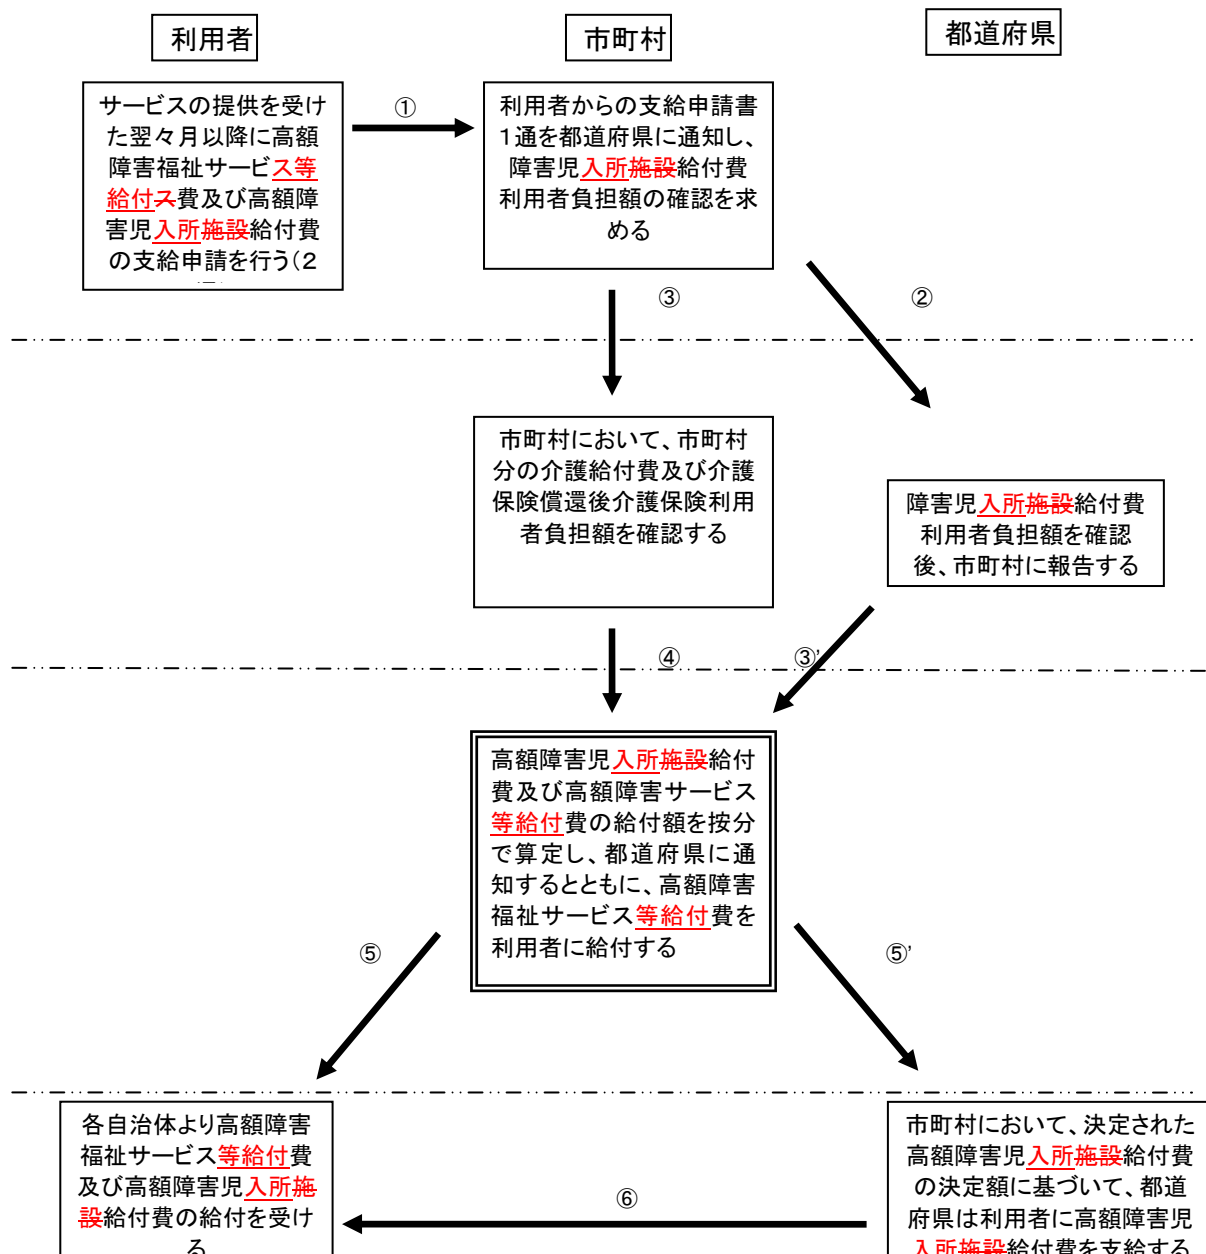 利用者
市町村
都道府県
サービスの提供を受け
た翌々月以降に高額
障害福祉サービス等
給付ス費及び高額障
害児入所施設給付費
の支給申請を行う(2
①
利用者からの支給申請書
1通を都道府県に通知し、
障害児入所施設給付費
利用者負担額の確認を求
める
③
②
市町村において、市町村
分の介護給付費及び介護
保険償還後介護保険利用
者負担額を確認する
障害児入所施設給付費
利用者負担額を確認
後、市町村に報告する
④
③’
高額障害児入所施設給付
費及び高額障害サービス
等給付費の給付額を按分
で算定し、都道府県に通
知するとともに、高額障害
福祉サービス等給付費を
利用者に給付する
⑤
⑤’
各自治体より高額障害
福祉サービス等給付費
及び高額障害児入所施
設給付費の給付を受け
る
⑥
市町村において、決定された
高額障害児入所施設給付費
の決定額に基づいて、都道
府県は利用者に高額障害児
入所施設給付費を支給する